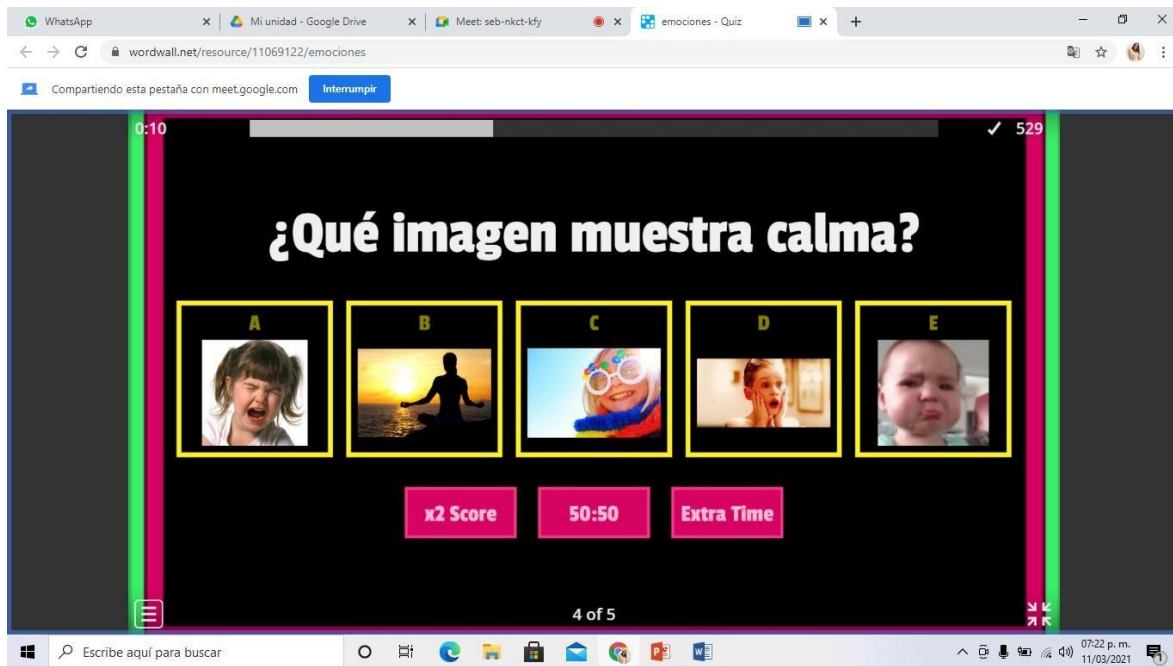 WhatsApp
Mi unidad - Google Drive
Meet: seb-nkct-kfy
emociones - Quiz
wordwall.net/resource/11069122/emociones
Compartiendo esta pestaña con meet.google.com
Interrumpir
0:10
529
¿Qué imagen muestra calma?
A
B
C
D
E
x2 Score
50:50
Extra Time
4 of 5
Escribe aquí para buscar
07:22 p. m.
11/03/2021